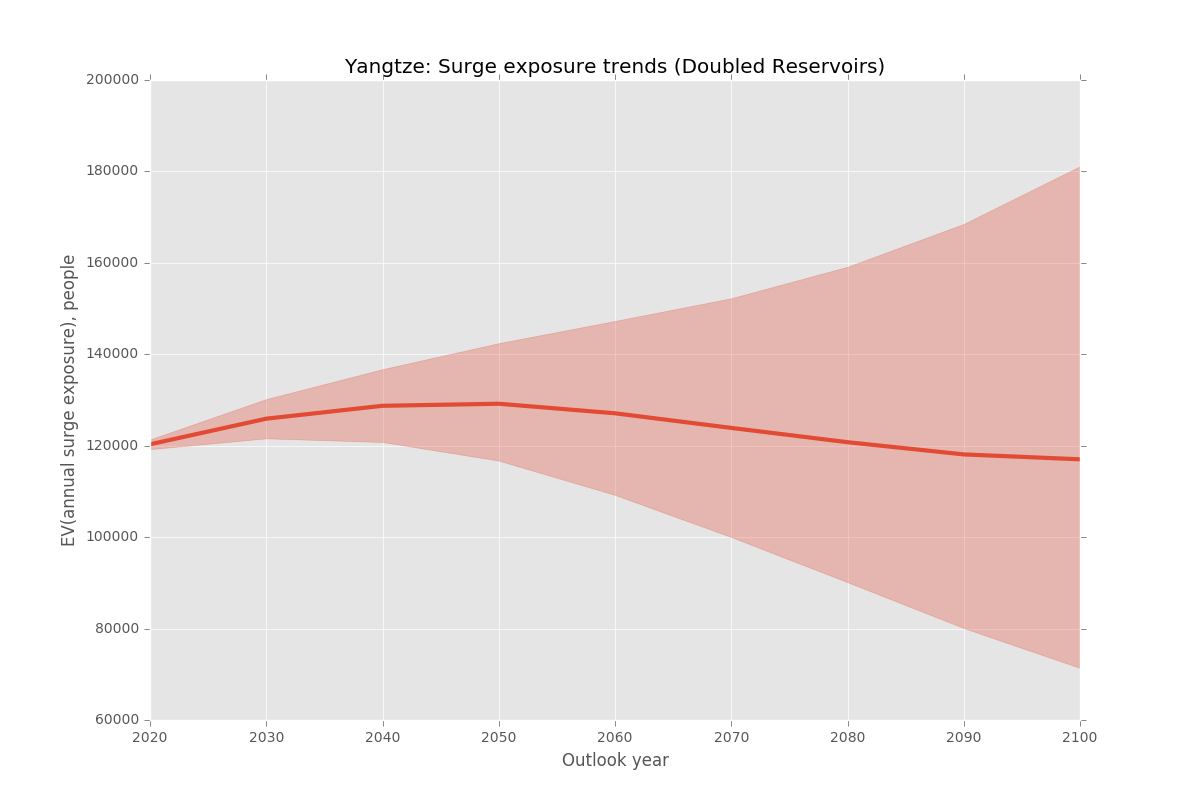 Yangtze: Surge exposure trends (Doubled Reservoirs)
EV(annual surge exposure), people
200000
180000
160000
140000
120000
100000
80000
60000
2020 2030 2040 2050 2060 2070 2080 2090 2100
Outlook year